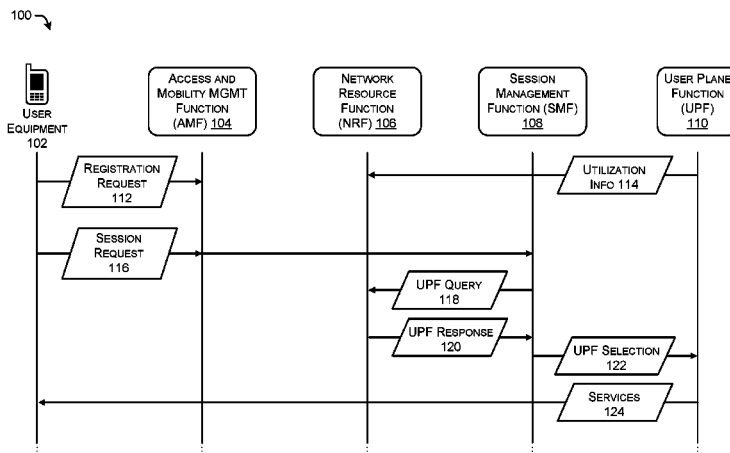 100
USER
EQUIPMENT
102
ACCESS AND
MOBILITY MGMT
FUNCTION
(AMF) 104
NETWORK
RESOURCE
FUNCTION
(NRF) 106
SESSION
MANAGEMENT
FUNCTION (SMF)
108
USER PLANE
FUNCTION
(UPF)
110
REGISTRATION
REQUEST
112
UTILIZATION
INFO 114
SESSION
REQUEST
116
UPF QUERY
118
UPF RESPONSE
120
UPF SELECTION
122
SERVICES
124